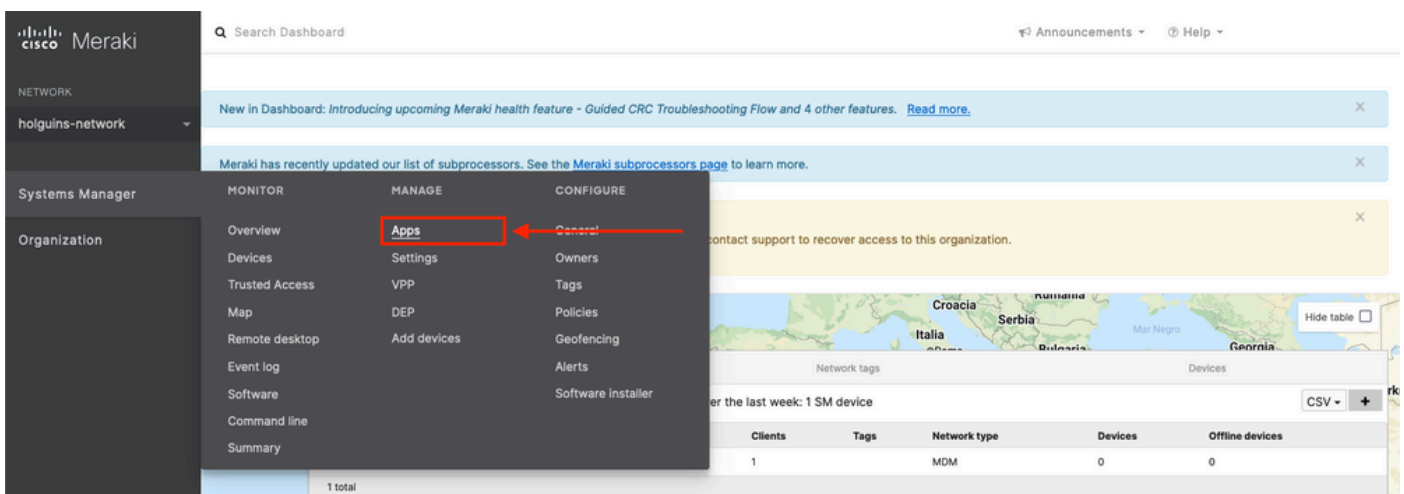 cisco Meraki
Search Dashboard
Announcements
Help
NETWORK
holguins-network
New in Dashboard: Introducing upcoming Meraki health feature - Guided CRC Troubleshooting Flow and 4 other features. Read more.
Meraki has recently updated our list of subprocessors. See the Meraki subprocessors page to learn more.
Systems Manager
Organization
MONITOR
Overview
Devices
Trusted Access
Map
Remote desktop
Event log
Software
Command line
Summary
MANAGE
Apps
Settings
VPP
DEP
Add devices
CONFIGURE
General
Owners
Tags
Policies
Geofencing
Alerts
Software installer
contact support to recover access to this organization.
Croacia
Rumania
Serbia
Italia
Mar Negro
Bulgaria
Georgia
Hide table
Network tags
Devices
er the last week: 1 SM device
CSV
+
Clients Tags Network type Devices Offline devices
1 MDM 0 0
1 total